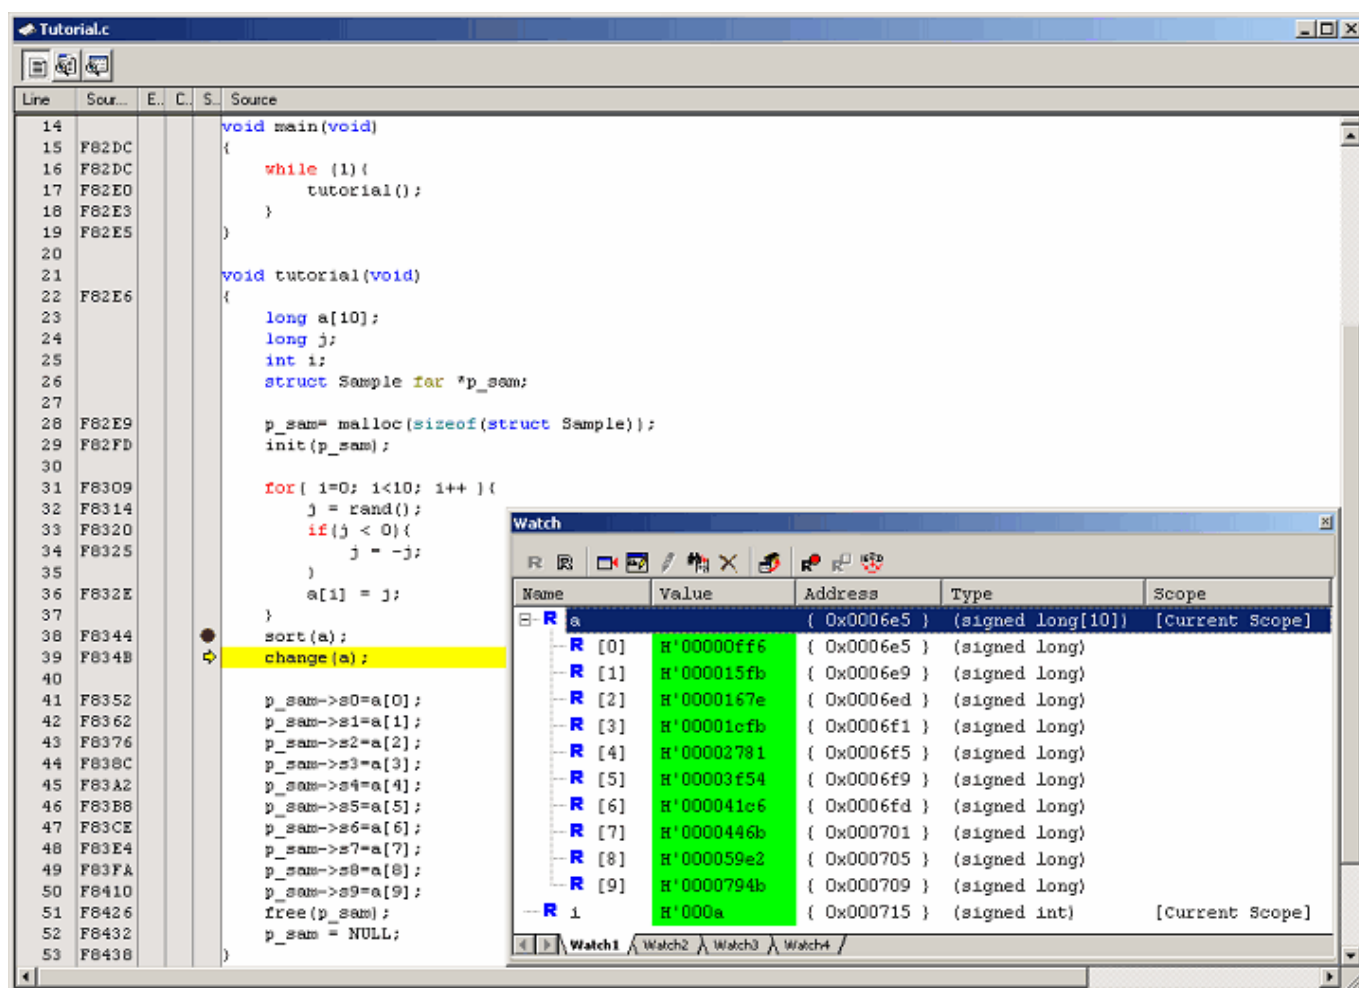 Tutorial.c
Line Sour... E.. C.. S.. Source
14 void main(void)
15 F82DC {
16 F82DC while (1){
17 F82E0 tutorial();
18 F82E3 }
19 F82E5 }
20
21 void tutorial(void)
22 F82E6 {
23 long a[10];
24 long j;
25 int i;
26 struct Sample far *p_sam;
27
28 F82E9 p_sam= malloc(sizeof(struct Sample));
29 F82FD init(p_sam);
30
31 F8309 for( i=0; i<10; i++ ){
32 F8314 j = rand();
33 F8320 if(j < 0){
34 F8325 j = -j;
35 }
36 F832E a[i] = j;
37 }
38 F8344 sort(a);
39 F834B change(a);
40
41 F8352 p_sam->s0=a[0];
42 F8362 p_sam->s1=a[1];
43 F8376 p_sam->s2=a[2];
44 F838C p_sam->s3=a[3];
45 F83A2 p_sam->s4=a[4];
46 F83B8 p_sam->s5=a[5];
47 F83CE p_sam->s6=a[6];
48 F83E4 p_sam->s7=a[7];
49 F83FA p_sam->s8=a[8];
50 F8410 p_sam->s9=a[9];
51 F8426 free(p_sam);
52 F8432 p_sam = NULL;
53 F8438 }
Watch
Name Value Address Type Scope
R a { 0x0006e5 } (signed long[10]) [Current Scope]
R [0] H'00000ff6 { 0x0006e5 } (signed long)
R [1] H'000015fb { 0x0006e9 } (signed long)
R [2] H'0000167e { 0x0006ed } (signed long)
R [3] H'00001cfb { 0x0006f1 } (signed long)
R [4] H'00002781 { 0x0006f5 } (signed long)
R [5] H'00003f54 { 0x0006f9 } (signed long)
R [6] H'000041c6 { 0x0006fd } (signed long)
R [7] H'0000446b { 0x000701 } (signed long)
R [8] H'000059e2 { 0x000705 } (signed long)
R [9] H'0000794b { 0x000709 } (signed long)
R i H'000a { 0x000715 } (signed int) [Current Scope]
Watch1 Watch2 Watch3 Watch4